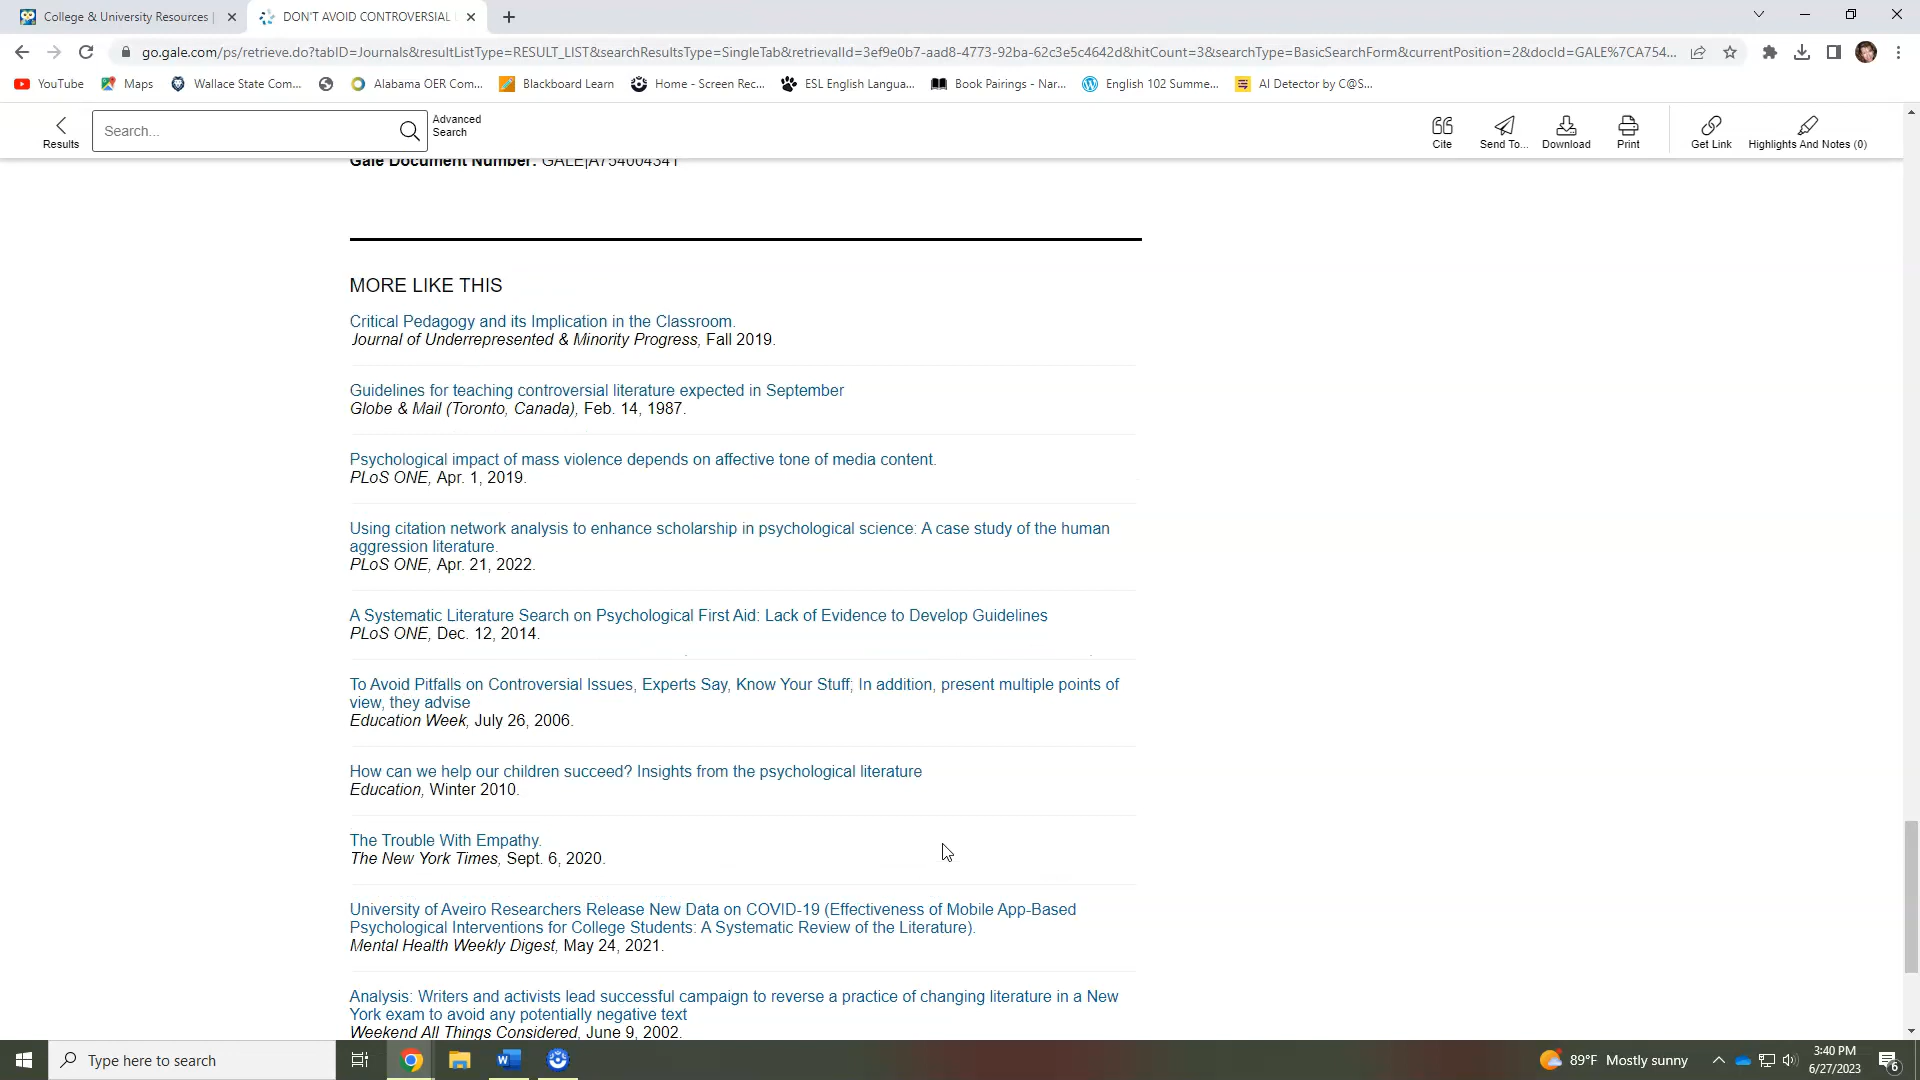 College & University Resources |
DON'T AVOID CONTROVERSIAL
go.gale.com/ps/retrieve.do?tabID=Journals&resultListType=RESULT_LIST&searchResultsType=SingleTab&retrievalId=3ef9e0b7-aad8-4773-92ba-62c3e5c4642d&hitCount=3&searchType=BasicSearchForm&currentPosition=2&docId=GALE%7CA754...
YouTube
Maps
Wallace State Com...
Alabama OER Com...
Blackboard Learn
Home - Screen Rec...
ESL English Langua...
Book Pairings - Nar...
English 102 Summe...
AI Detector by C@S...
Results
Search...
Advanced
Search
Cite
Send To...
Download
Print
Get Link
Highlights And Notes (0)
Gale Document Number: GALE|A754004341
MORE LIKE THIS
Critical Pedagogy and its Implication in the Classroom.
Journal of Underrepresented & Minority Progress, Fall 2019.
Guidelines for teaching controversial literature expected in September
Globe & Mail (Toronto, Canada), Feb. 14, 1987.
Psychological impact of mass violence depends on affective tone of media content.
PLoS ONE, Apr. 1, 2019.
Using citation network analysis to enhance scholarship in psychological science: A case study of the human
aggression literature.
PLoS ONE, Apr. 21, 2022.
A Systematic Literature Search on Psychological First Aid: Lack of Evidence to Develop Guidelines
PLoS ONE, Dec. 12, 2014.
To Avoid Pitfalls on Controversial Issues, Experts Say, Know Your Stuff; In addition, present multiple points of
view, they advise
Education Week, July 26, 2006.
How can we help our children succeed? Insights from the psychological literature
Education, Winter 2010.
The Trouble With Empathy.
The New York Times, Sept. 6, 2020.
University of Aveiro Researchers Release New Data on COVID-19 (Effectiveness of Mobile App-Based
Psychological Interventions for College Students: A Systematic Review of the Literature).
Mental Health Weekly Digest, May 24, 2021.
Analysis: Writers and activists lead successful campaign to reverse a practice of changing literature in a New
York exam to avoid any potentially negative text
Weekend All Things Considered, June 9, 2002.
Type here to search
89°F Mostly sunny
3:40 PM
6/27/2023
6